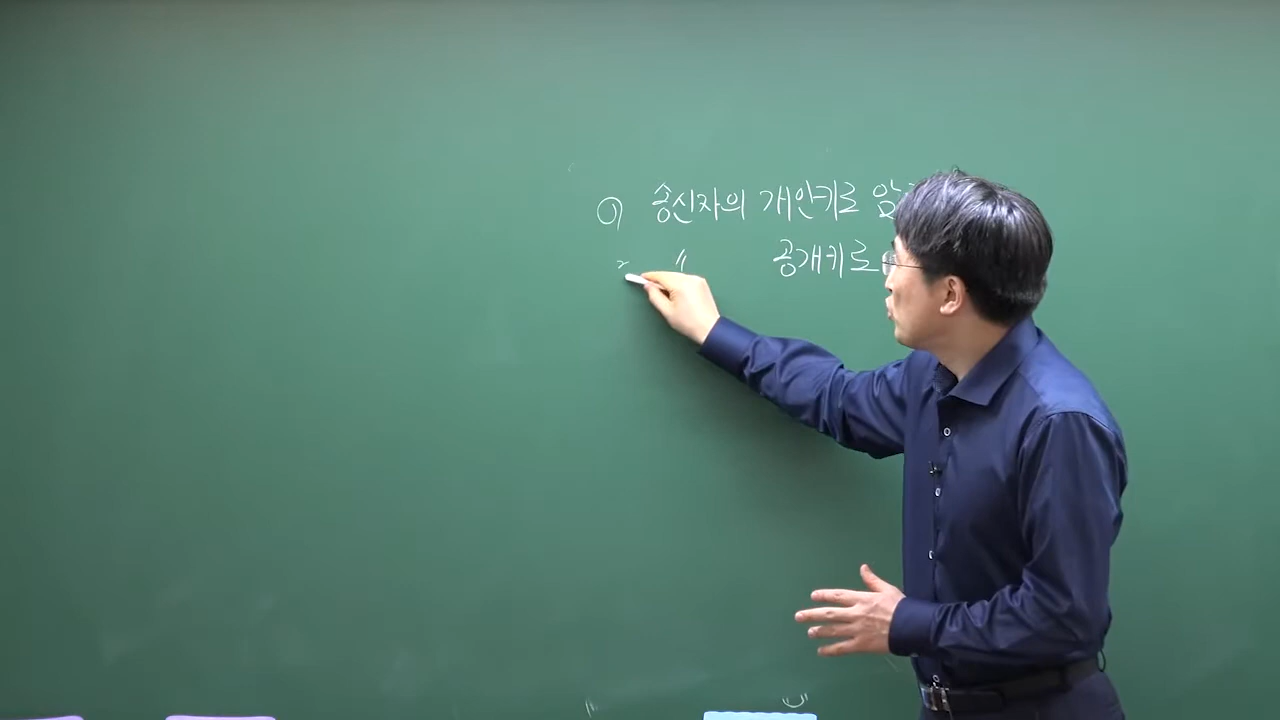 ① 송신자의 개인키로 암
〃 공개키로